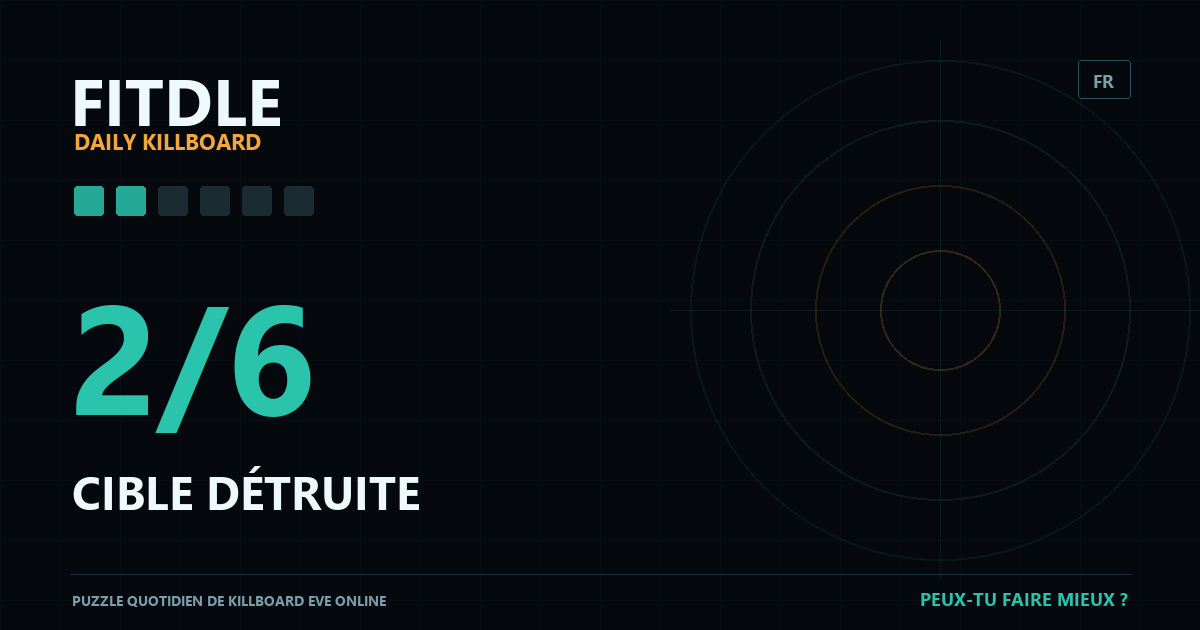 FITDLE
FR
DAILY KILLBOARD
2/6
CIBLE DÉTRUITE
PUZZLE QUOTIDIEN DE KILLBOARD EVE ONLINE
PEUX-TU FAIRE MIEUX ?